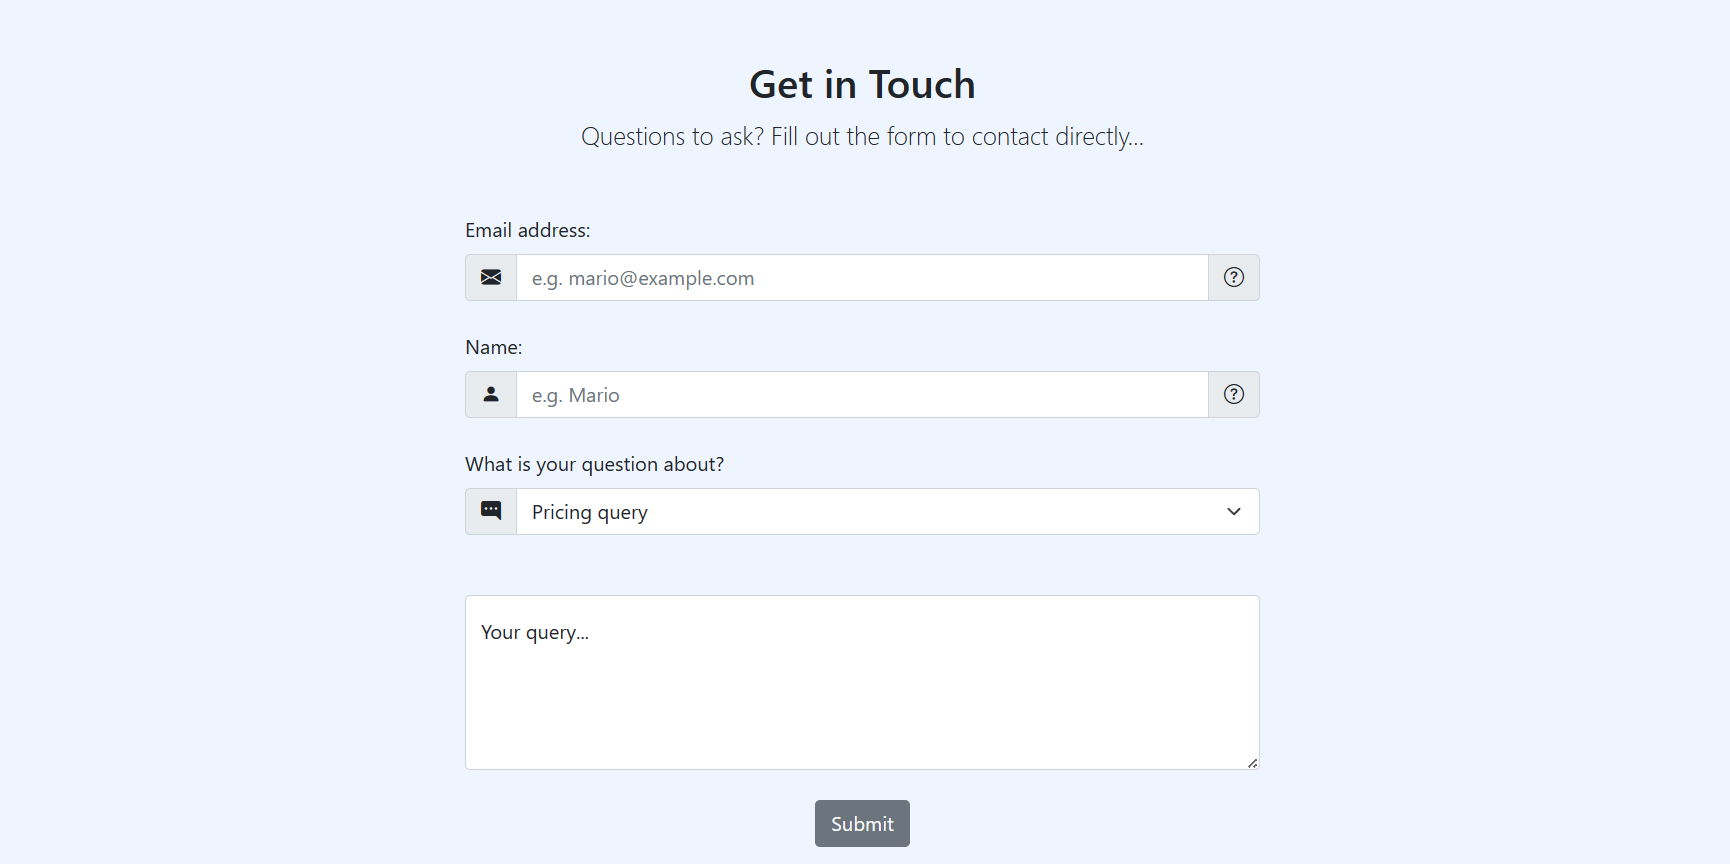 Get in Touch
Questions to ask? Fill out the form to contact directly...
Email address:
e.g. mario@example.com
Name:
e.g. Mario
What is your question about?
Pricing query
Your query...
Submit